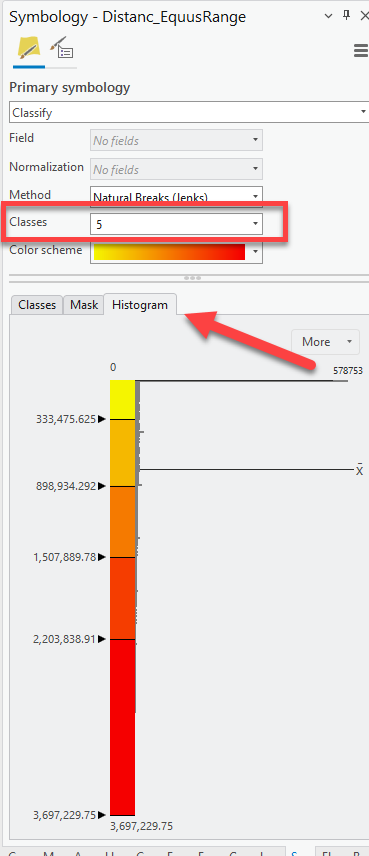 Symbology - Distanc_EquusRange
Primary symbology
Classify
Field No fields
Normalization No fields
Method Natural Breaks (Jenks)
Classes 5
Color scheme
Classes Mask Histogram
More
0
578753
333,475.625
x̄
898,934.292
1,507,889.78
2,203,838.91
3,697,229.75
3,697,229.75